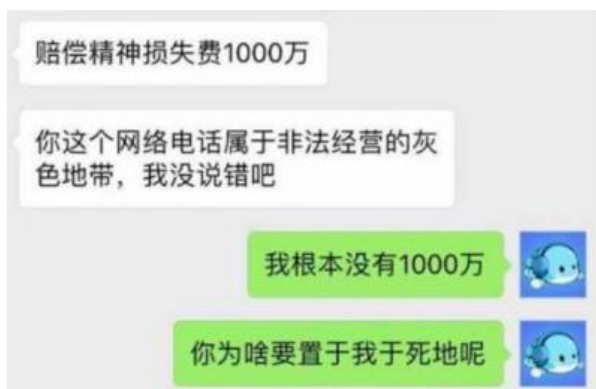 赔偿精神损失费1000万
你这个网络电话属于非法经营的灰
色地带，我没说错吧
我根本没有1000万
你为啥要置于我于死地呢